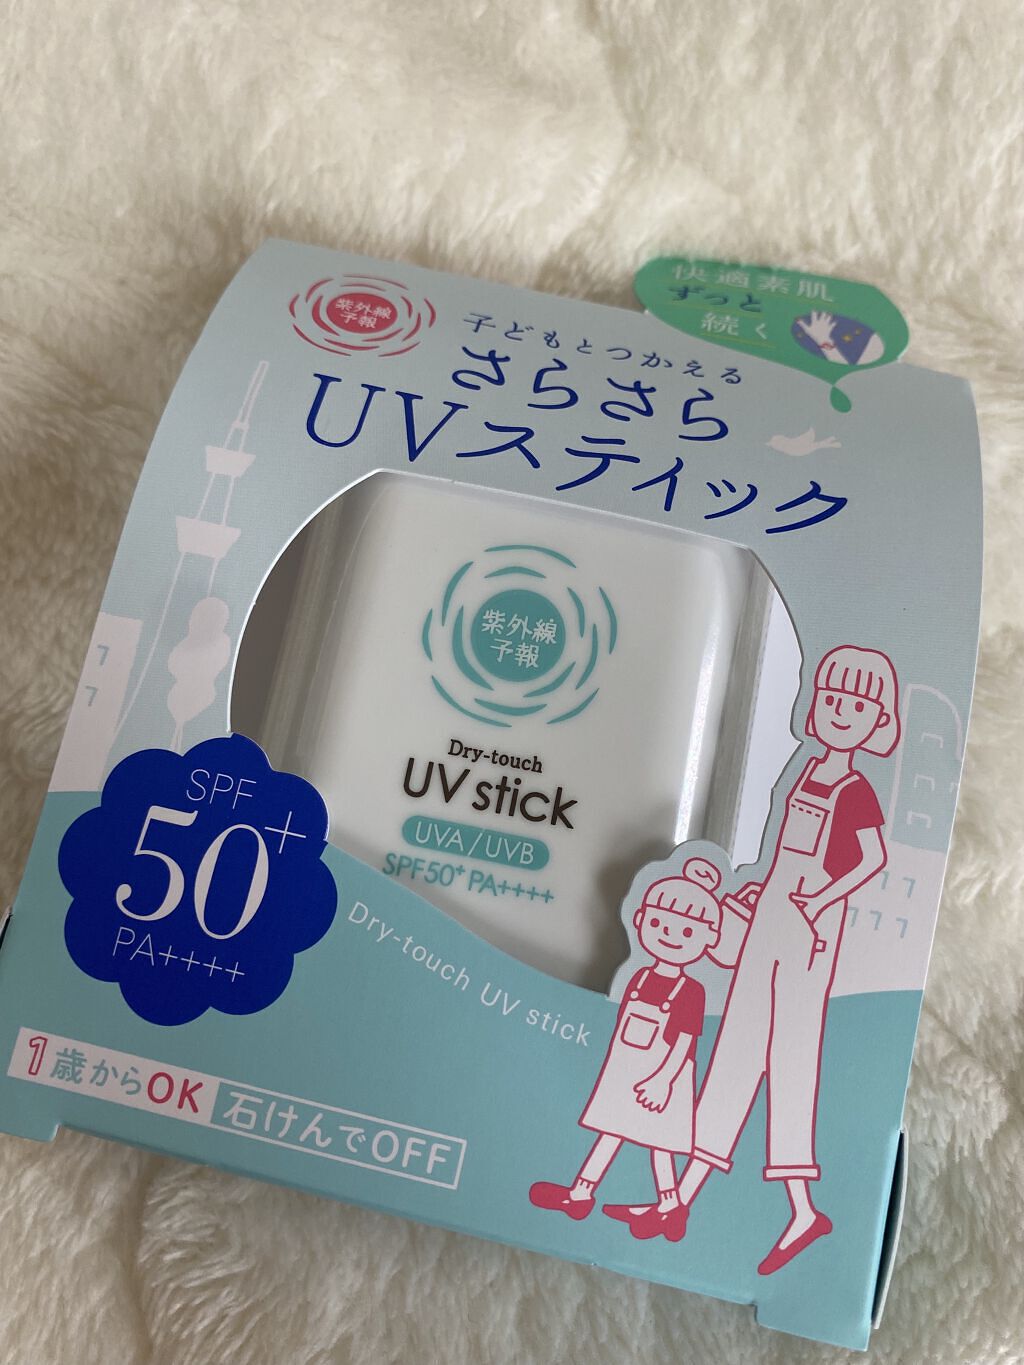 紫外線
予報
快適素肌
ずっと
続く
子どもとつかえる
さらさら
UVスティック
紫外線
予報
Dry-touch
UV stick
UVA/UVB
SPF50+ PA++++
SPF
50+
PA++++
Dry-touch UV stick
1歳からOK 石けんでOFF